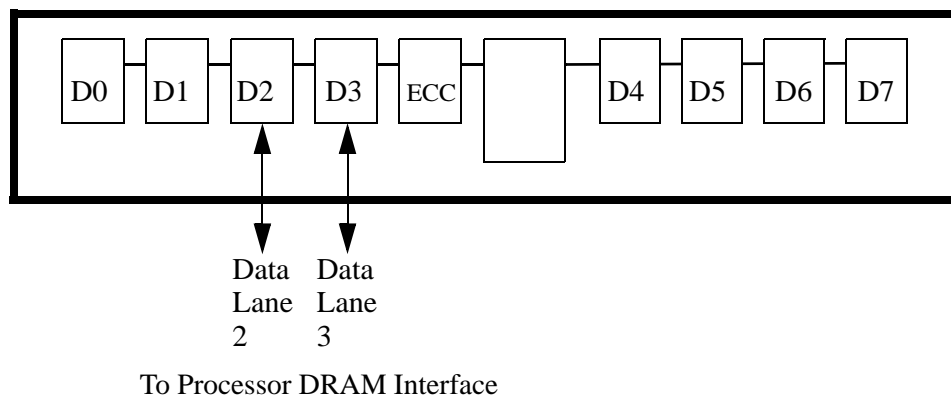 D0 D1 D2 D3 ECC D4 D5 D6 D7
Data Data
Lane Lane
2 3
To Processor DRAM Interface